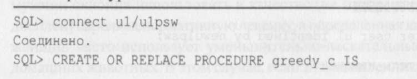 SQL> connect u1/u1psw
Соединено.
SQL> CREATE OR REPLACE PROCEDURE greedy_c IS